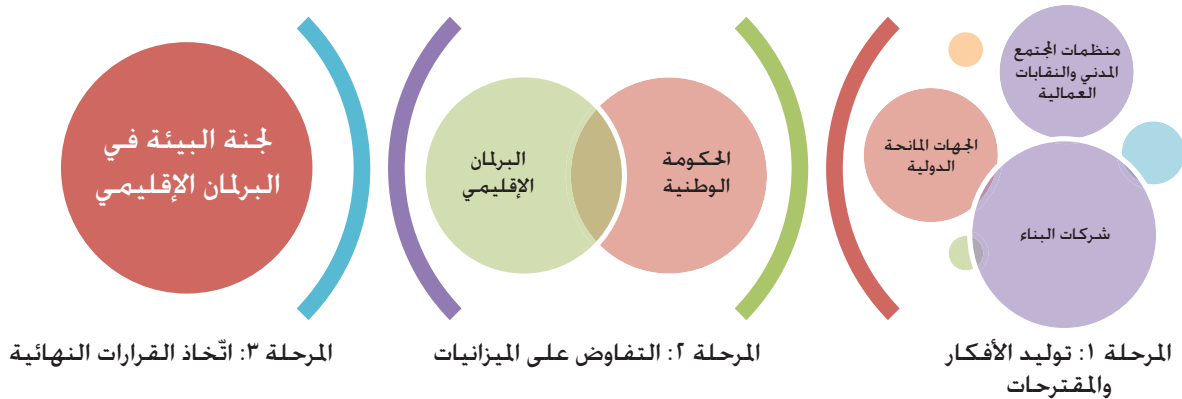 منظمات المجتمع
المدني والنقابات
العمالية
الجهات المانحة
الدولية
شركات البناء
المرحلة ١: توليد الأفكار
والمقترحات
الحكومة
الوطنية
البرلمان
الإقليمي
المرحلة ٢: التفاوض على الميزانيات
لجنة البيئة في
البرلمان الإقليمي
المرحلة ٣: اتّخاذ القرارات النهائية